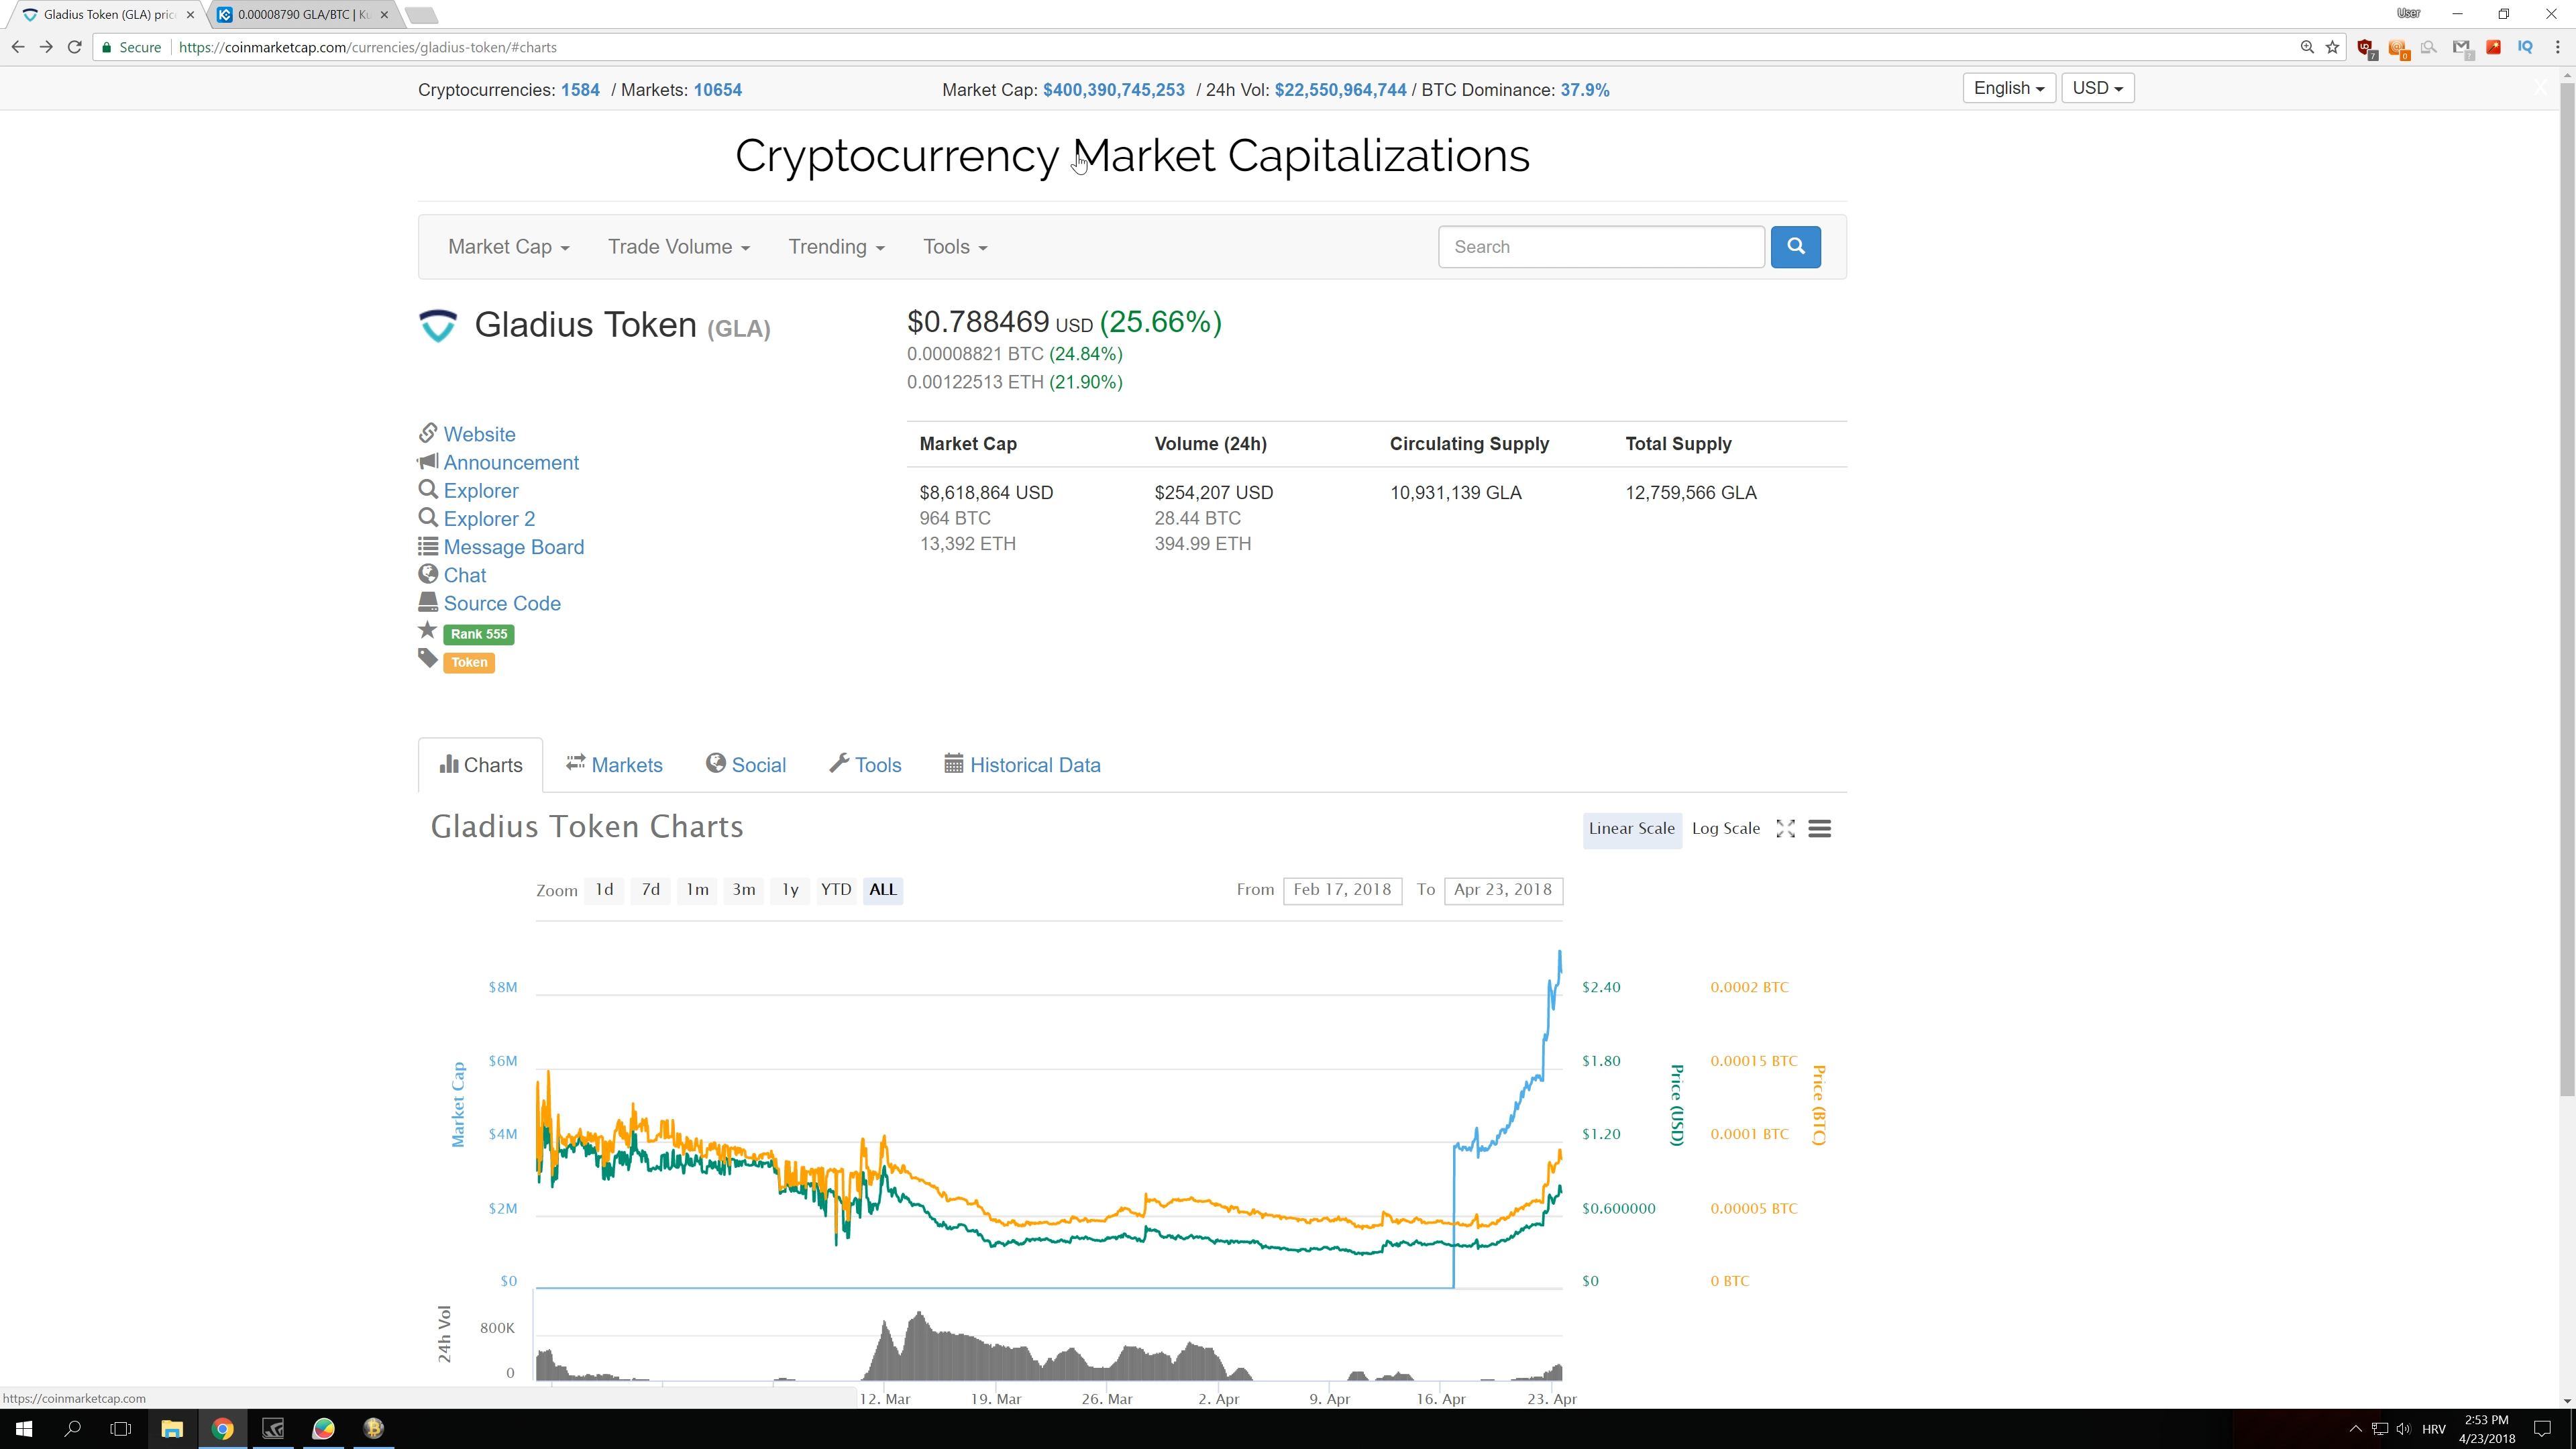 Gladius Token (GLA) pric
0.00008790 GLA/BTC | Ku
User
Secure https://coinmarketcap.com/currencies/gladius-token/#charts
Cryptocurrencies: 1584 / Markets: 10654
Market Cap: $400,390,745,253 / 24h Vol: $22,550,964,744 / BTC Dominance: 37.9%
English
USD
Cryptocurrency Market Capitalizations
Market Cap
Trade Volume
Trending
Tools
Search
Gladius Token (GLA)
$0.788469 USD (25.66%)
0.00008821 BTC (24.84%)
0.00122513 ETH (21.90%)
Website
Announcement
Explorer
Explorer 2
Message Board
Chat
Source Code
Rank 555
Token
Market Cap Volume (24h) Circulating Supply Total Supply
$8,618,864 USD $254,207 USD 10,931,139 GLA 12,759,566 GLA
964 BTC 28.44 BTC
13,392 ETH 394.99 ETH
Charts
Markets
Social
Tools
Historical Data
Gladius Token Charts
Linear Scale Log Scale
Zoom 1d 7d 1m 3m 1y YTD ALL
From Feb 17, 2018 To Apr 23, 2018
$8M $2.40 0.0002 BTC
$6M $1.80 0.00015 BTC
$4M $1.20 0.0001 BTC
$2M $0.600000 0.00005 BTC
$0 $0 0 BTC
Market Cap
Price (USD)
Price (BTC)
24h Vol
800K
0
12. Mar 19. Mar 26. Mar 2. Apr 9. Apr 16. Apr 23. Apr
https://coinmarketcap.com
HRV
2:53 PM
4/23/2018